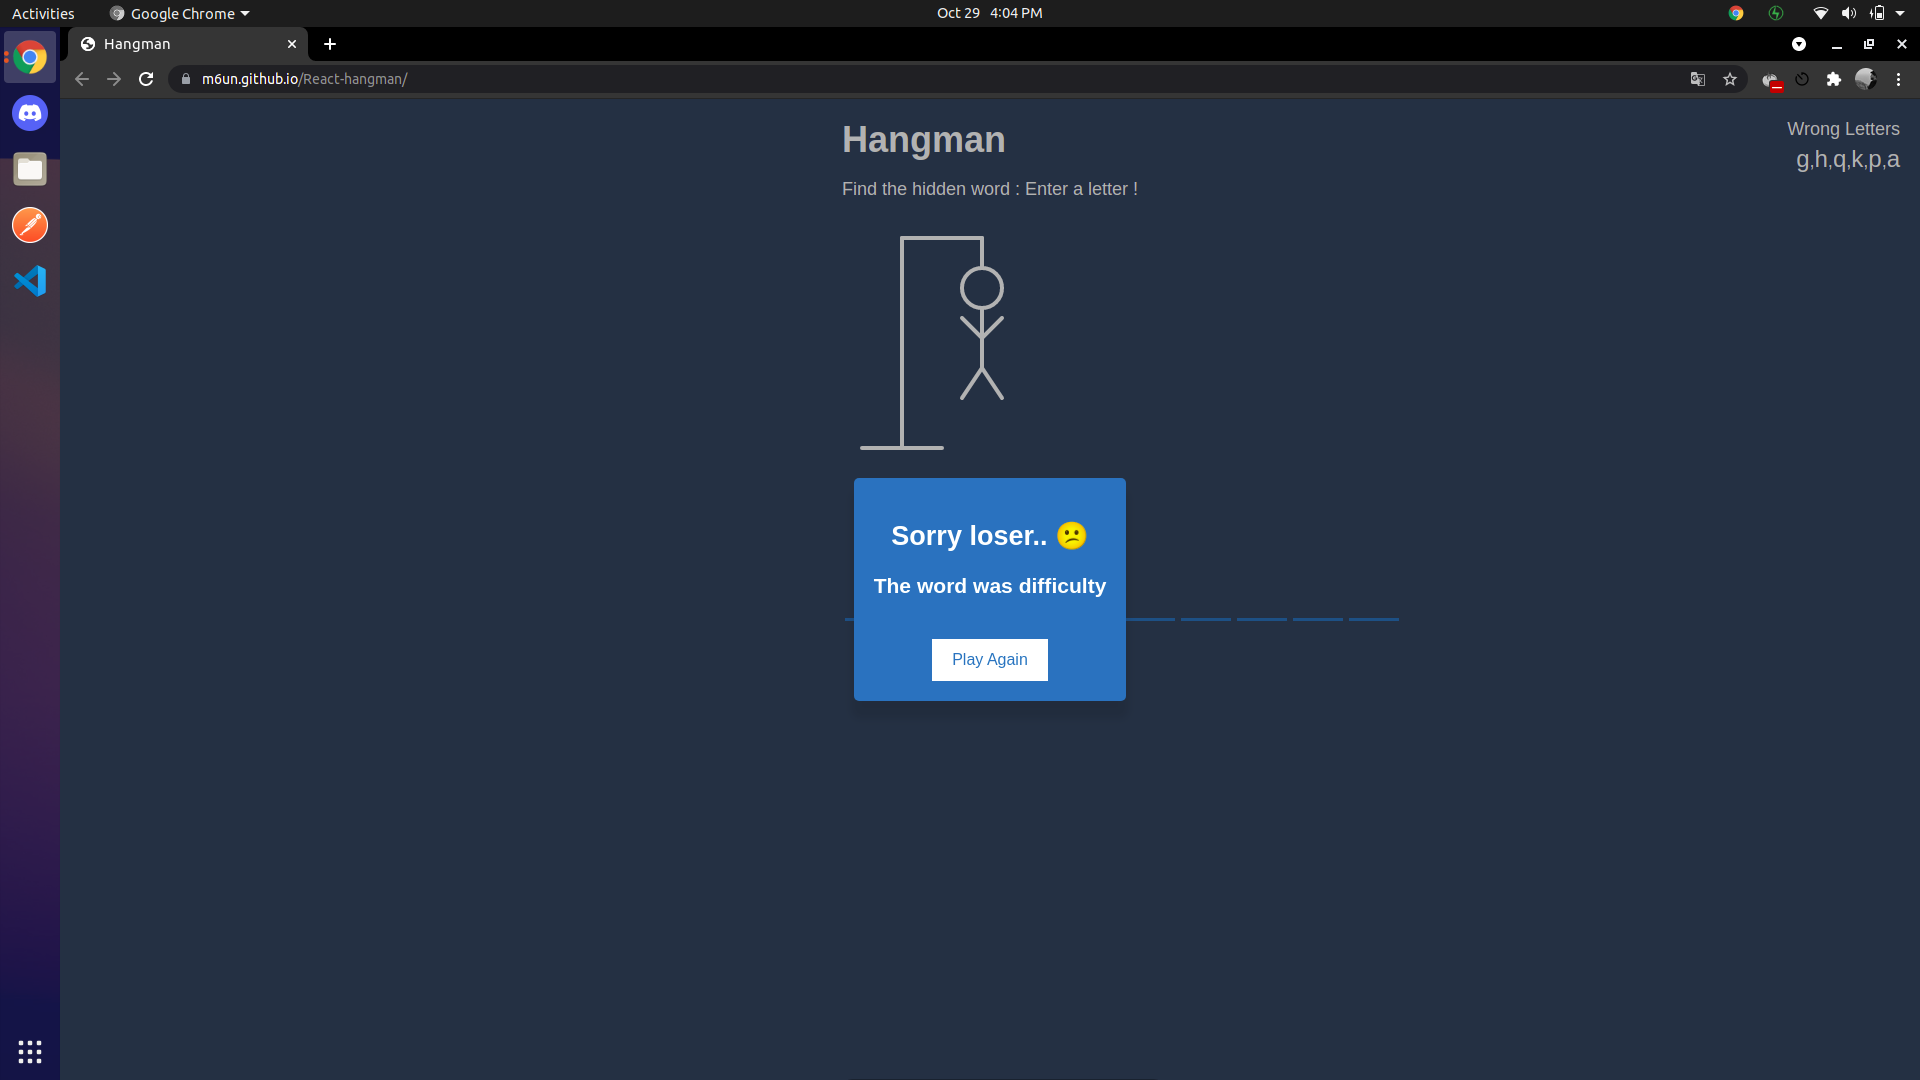 Activities
Google Chrome
Oct 29 4:04 PM
Hangman
m6un.github.io/React-hangman/
Hangman
Wrong Letters
g,h,q,k,p,a
Find the hidden word : Enter a letter !
Sorry loser.. 😕
The word was difficulty
Play Again